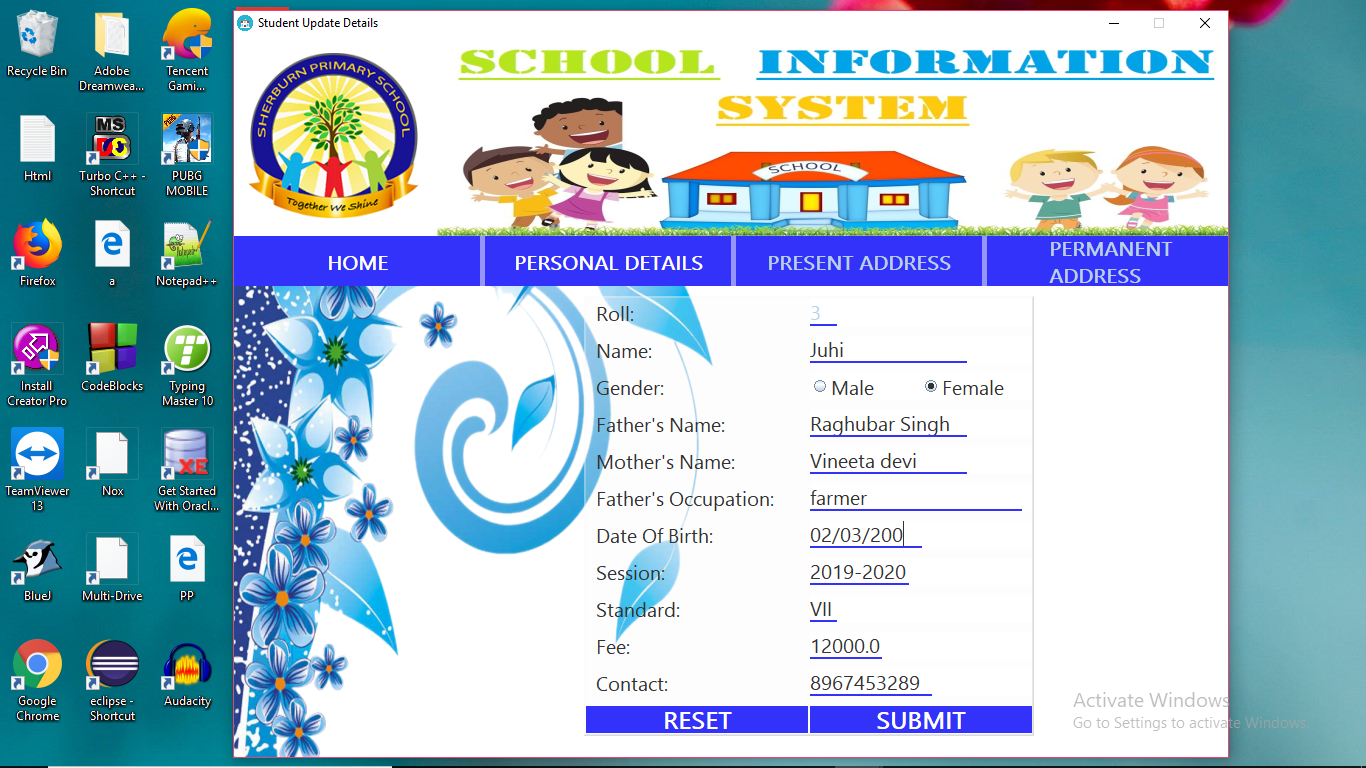 Recycle Bin
Adobe
Dreamwea...
Tencent
Gami...
Html
MS
DOS
Turbo C++ -
Shortcut
PUBG
PUBG
MOBILE
Firefox
a
Notepad++
Install
Creator Pro
CodeBlocks
Typing
Master 10
TeamViewer
13
Nox
XE
Get Started
With Oracl...
BlueJ
Multi-Drive
PP
Google
Chrome
eclipse -
Shortcut
Audacity
Student Update Details
SHERBURN PRIMARY SCHOOL
Together We Shine
SCHOOL INFORMATION
SYSTEM
SCHOOL
HOME
PERSONAL DETAILS
PRESENT ADDRESS
PERMANENT
ADDRESS
Roll: 3
Name: Juhi
Gender: Male Female
Father's Name: Raghubar Singh
Mother's Name: Vineeta devi
Father's Occupation: farmer
Date Of Birth: 02/03/200
Session: 2019-2020
Standard: VII
Fee: 12000.0
Contact: 8967453289
RESET SUBMIT
Activate Windows
Go to Settings to activate Windows.